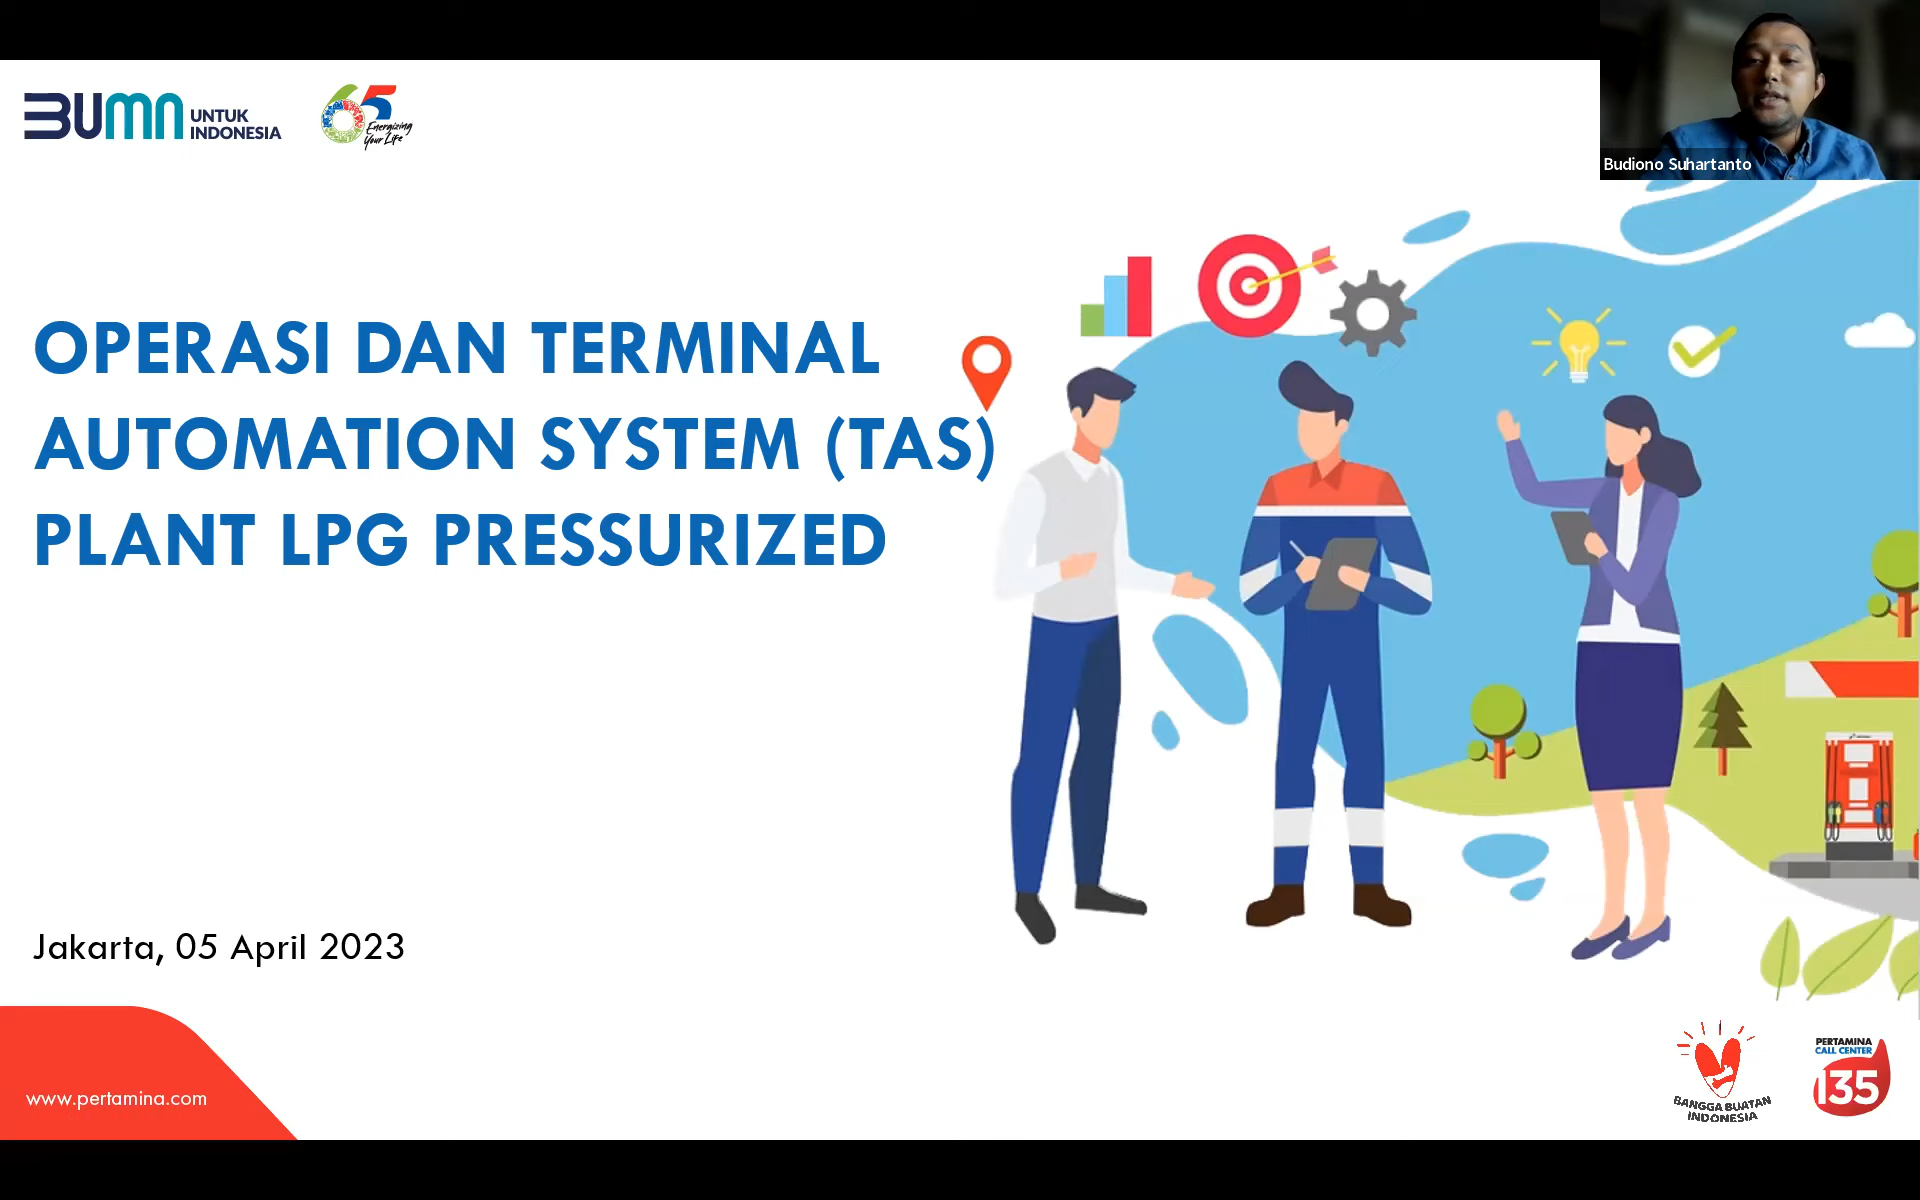 BUMN UNTUK
INDONESIA
65
Energizing
Your Life
Budiono Suhartanto
OPERASI DAN TERMINAL
AUTOMATION SYSTEM (TAS)
PLANT LPG PRESSURIZED
Jakarta, 05 April 2023
www.pertamina.com
BANGGA BUATAN
INDONESIA
PERTAMINA
CALL CENTER
135